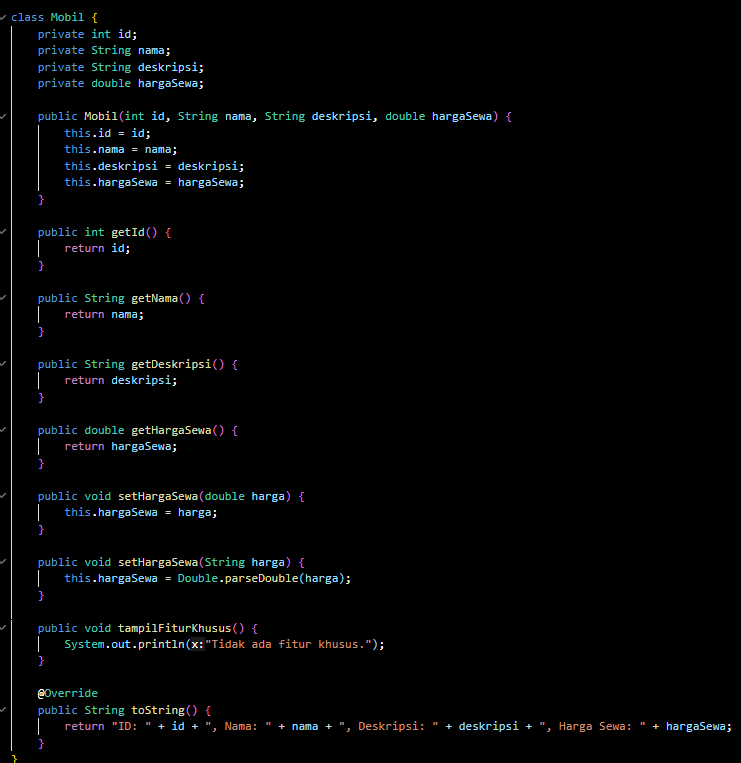 class Mobil {
private int id;
private String nama;
private String deskripsi;
private double hargaSewa;
public Mobil(int id, String nama, String deskripsi, double hargaSewa) {
this.id = id;
this.nama = nama;
this.deskripsi = deskripsi;
this.hargaSewa = hargaSewa;
}
public int getId() {
return id;
}
public String getNama() {
return nama;
}
public String getDeskripsi() {
return deskripsi;
}
public double getHargaSewa() {
return hargaSewa;
}
public void setHargaSewa(double harga) {
this.hargaSewa = harga;
}
public void setHargaSewa(String harga) {
this.hargaSewa = Double.parseDouble(harga);
}
public void tampilFiturKhusus() {
System.out.println(x:"Tidak ada fitur khusus.");
}
@Override
public String toString() {
return "ID: " + id + ", Nama: " + nama + ", Deskripsi: " + deskripsi + ", Harga Sewa: " + hargaSewa;
}
}